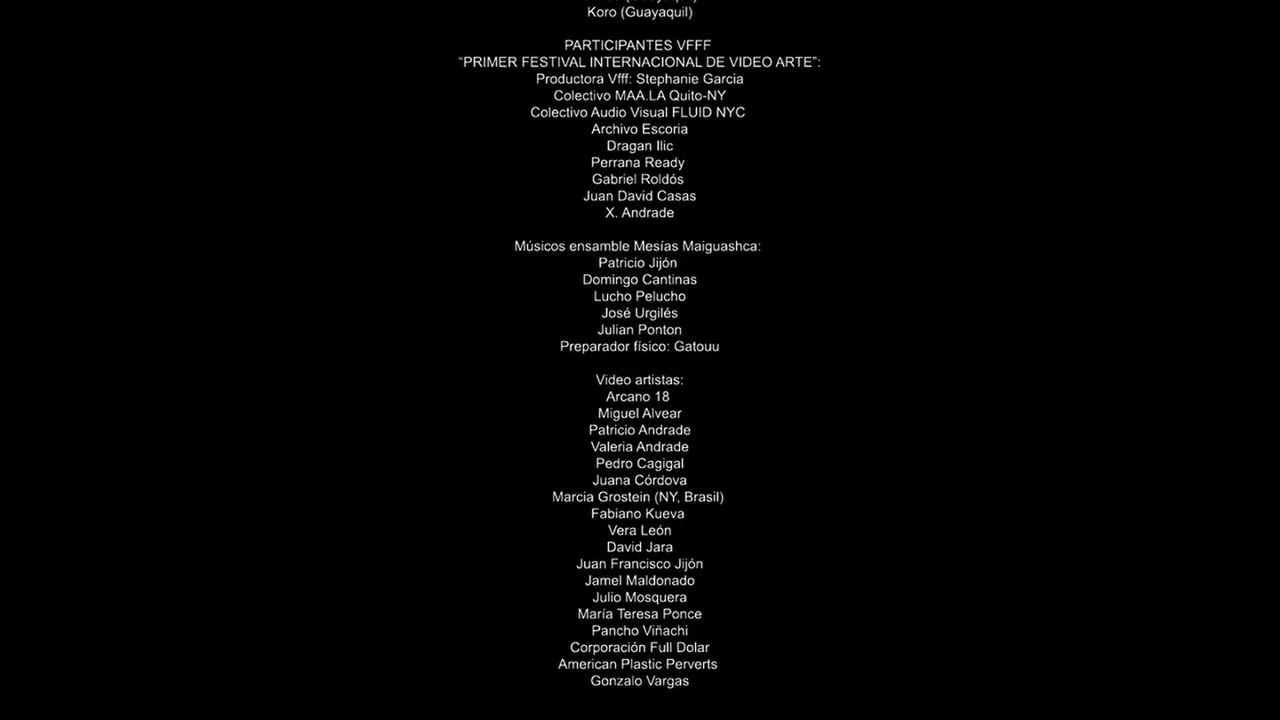 Koro (Guayaquil)
PARTICIPANTES VFFF
“PRIMER FESTIVAL INTERNACIONAL DE VIDEO ARTE”:
Productora Vfff: Stephanie Garcia
Colectivo MAA.LA Quito-NY
Colectivo Audio Visual FLUID NYC
Archivo Escoria
Dragan Ilic
Perrana Ready
Gabriel Roldós
Juan David Casas
X. Andrade
Músicos ensamble Mesías Maiguashca:
Patricio Jijón
Domingo Cantinas
Lucho Pelucho
José Urgilés
Julian Ponton
Preparador físico: Gatouu
Video artistas:
Arcano 18
Miguel Alvear
Patricio Andrade
Valeria Andrade
Pedro Cagigal
Juana Córdova
Marcia Grostein (NY, Brasil)
Fabiano Kueva
Vera León
David Jara
Juan Francisco Jijón
Jamel Maldonado
Julio Mosquera
María Teresa Ponce
Pancho Viñachi
Corporación Full Dolar
American Plastic Perverts
Gonzalo Vargas